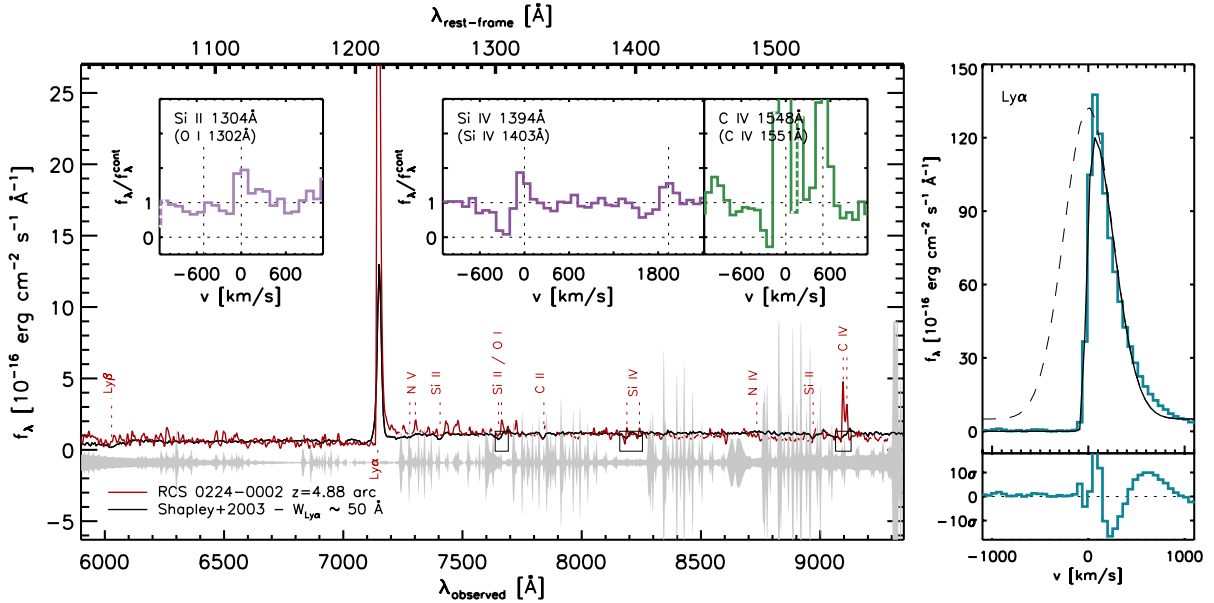 λrest-frame [Å]
1100 1200 1300 1400 1500
25
20
15
10
5
0
-5
fλ [10⁻¹⁶ erg cm⁻² s⁻¹ Å⁻¹]
Si II 1304Å
(O I 1302Å)
fλ/fλcont
1
0
-600 0 600
v [km/s]
Si IV 1394Å
(Si IV 1403Å)
fλ/fλcont
1
0
-600 0 600 1800
v [km/s]
C IV 1548Å
(C IV 1551Å)
-600 0 600
v [km/s]
Lyβ
Lyα
N V
Si II
Si II / O I
C II
Si IV
N IV
Si II
C IV
RCS 0224-0002 z=4.88 arc
Shapley+2003 - WLyα ~ 50 Å
6000 6500 7000 7500 8000 8500 9000
λobserved [Å]
Lyα
150
120
90
60
30
0
fλ [10⁻¹⁶ erg cm⁻² s⁻¹ Å⁻¹]
10σ
0
-10σ
-1000 0 1000
v [km/s]